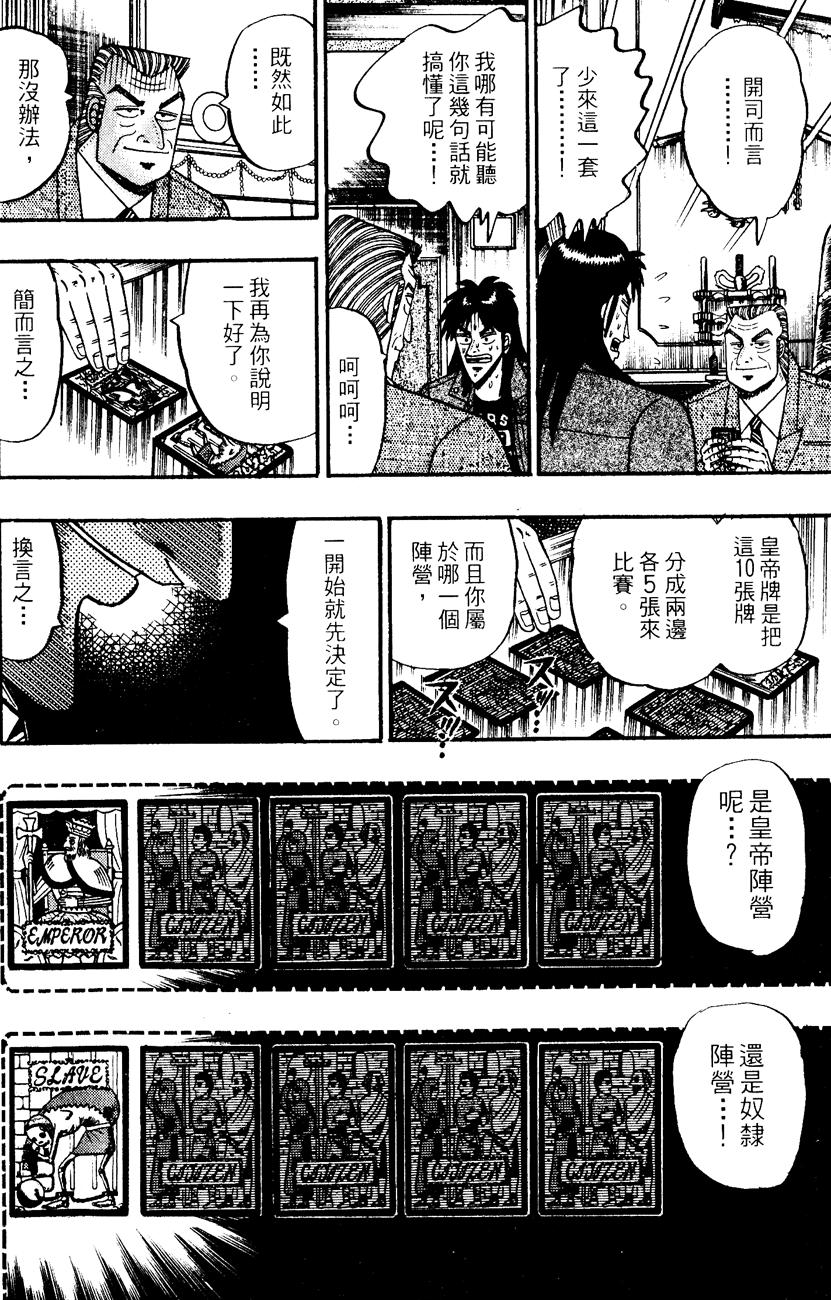 開司而言
………！
少來這一套
了………！
我哪有可能聽
你這幾句話就
搞懂了呢…！
呵呵呵…
既然如此
……
那沒辦法，
我再為你說明
一下好了。
簡而言之…
皇帝牌是把
這10張牌
分成兩邊
各5張來
比賽。
而且你屬
於哪一個
陣營，
スッ…
スッ…
一開始就先決定了。
換言之…
是皇帝陣營
呢…？
EMPEROR
CITIZEN
CITIZEN
CITIZEN
CITIZEN
還是奴隸
陣營…！
SLAVE
CITIZEN
CITIZEN
CITIZEN
CITIZEN